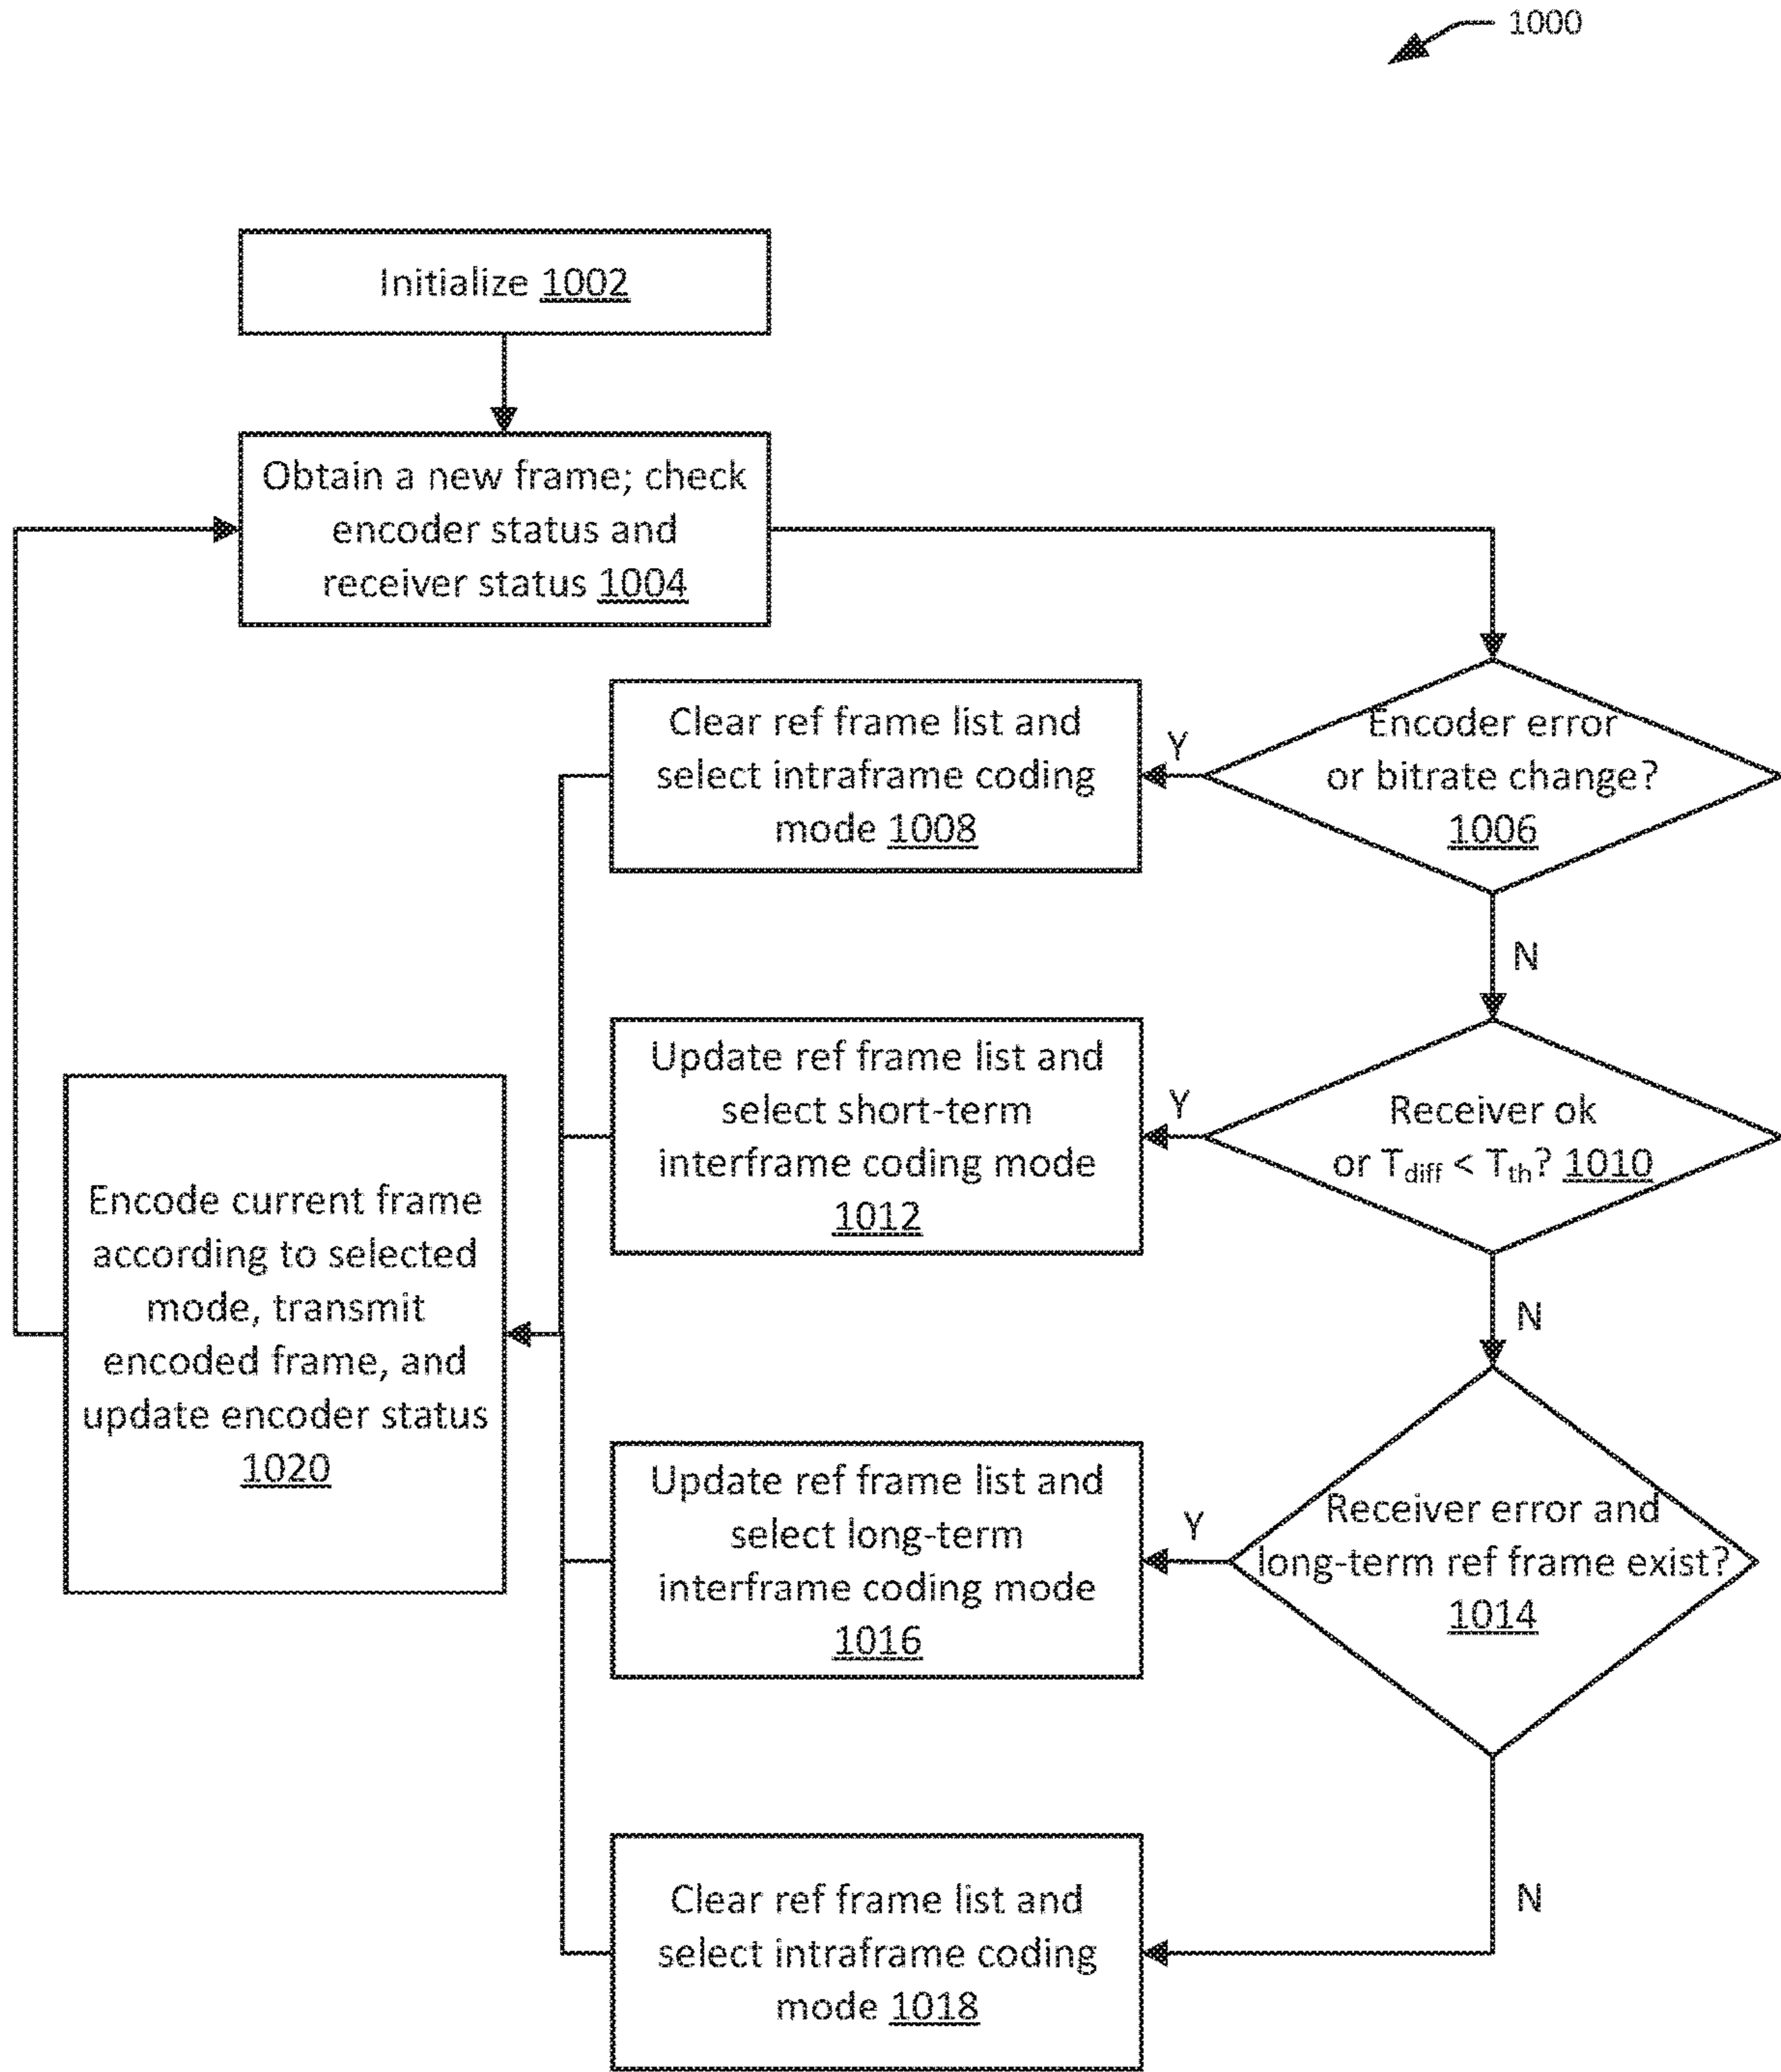 1000
Initialize 1002
Obtain a new frame; check
encoder status and
receiver status 1004
Encoder error
or bitrate change?
1006
Y
Clear ref frame list and
select intraframe coding
mode 1008
N
Receiver ok
or T_diff < T_th? 1010
Y
Update ref frame list and
select short-term
interframe coding mode
1012
N
Receiver error and
long-term ref frame exist?
1014
Y
Update ref frame list and
select long-term
interframe coding mode
1016
N
Clear ref frame list and
select intraframe coding
mode 1018
Encode current frame
according to selected
mode, transmit
encoded frame, and
update encoder status
1020